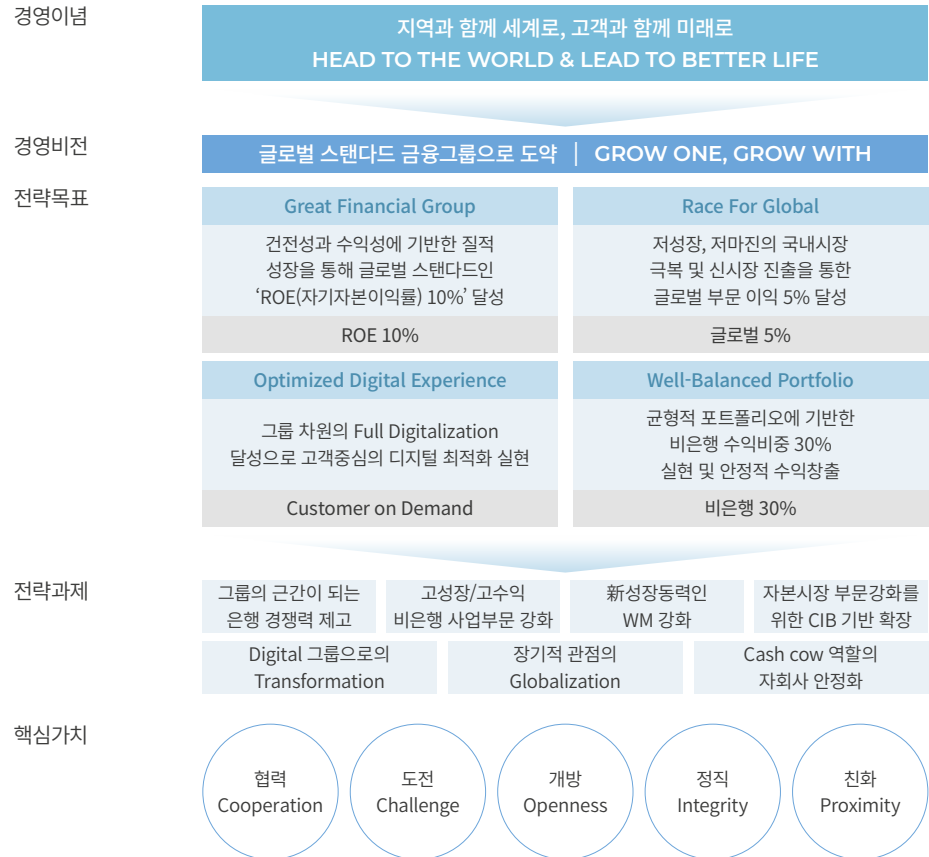 경영이념
지역과 함께 세계로, 고객과 함께 미래로
HEAD TO THE WORLD & LEAD TO BETTER LIFE
경영비전
글로벌 스탠다드 금융그룹으로 도약 | GROW ONE, GROW WITH
전략목표
Great Financial Group
건전성과 수익성에 기반한 질적
성장을 통해 글로벌 스탠다드인
‘ROE(자기자본이익률) 10%’ 달성
ROE 10%
Race For Global
저성장, 저마진의 국내시장
극복 및 신시장 진출을 통한
글로벌 부문 이익 5% 달성
글로벌 5%
Optimized Digital Experience
그룹 차원의 Full Digitalization
달성으로 고객중심의 디지털 최적화 실현
Customer on Demand
Well-Balanced Portfolio
균형적 포트폴리오에 기반한
비은행 수익비중 30%
실현 및 안정적 수익창출
비은행 30%
전략과제
그룹의 근간이 되는
은행 경쟁력 제고
고성장/고수익
비은행 사업부문 강화
新성장동력인
WM 강화
자본시장 부문강화를
위한 CIB 기반 확장
Digital 그룹으로의
Transformation
장기적 관점의
Globalization
Cash cow 역할의
자회사 안정화
핵심가치
협력
Cooperation
도전
Challenge
개방
Openness
정직
Integrity
친화
Proximity